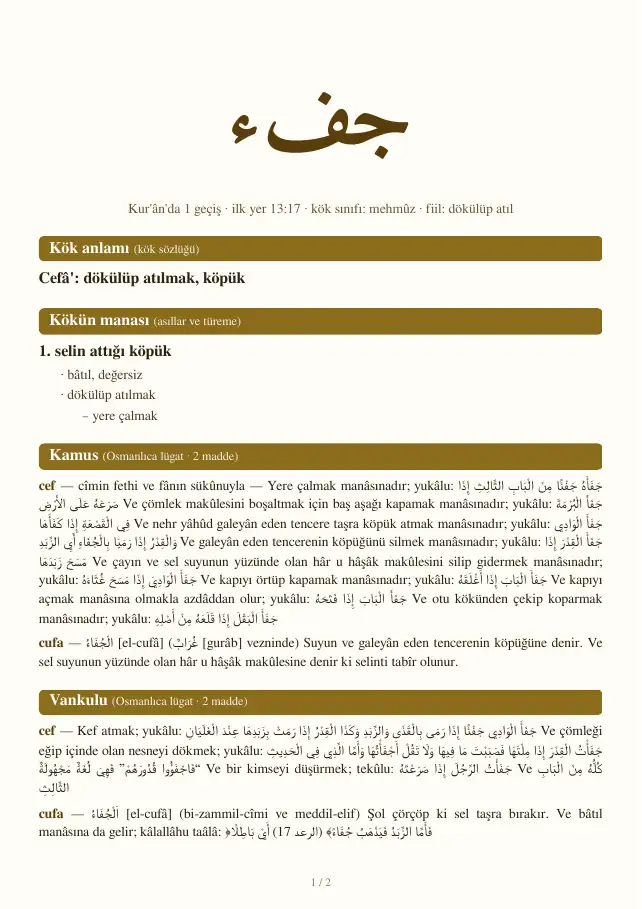 جفء
Kur'ân'da 1 geçiş · ilk yer 13:17 · kök sınıfı: mehmûz · fiil: dökülüp atıl
Kök anlamı (kök sözlüğü)
Cefâ': dökülüp atılmak, köpük
Kökün manası (asıllar ve türeme)
1. selin attığı köpük
· bâtıl, değersiz
· dökülüp atılmak
– yere çalmak
Kamus (Osmanlıca lügat · 2 madde)
cef — cîmin fethi ve fânın sükûnuyla — Yere çalmak manâsınadır; yukâlu: جَفَأَهُ جَفْئًا مِنَ الْبَابِ الثَّالِثِ إِذَا
صَرَعَهُ عَلَى الْأَرْضِ Ve çömlek makûlesini boşaltmak için baş aşağı kapamak manâsınadır; yukâlu: جَفَأَ الْبُرْمَةَ
فِي الْقَصْعَةِ إِذَا كَفَأَهَا Ve nehr yâhûd galeyân eden tencere taşra köpük atmak manâsınadır; yukâlu: جَفَأَ الْوَادِي
وَالْقِدْرُ إِذَا رَمَيَا بِالْجُفَاءِ أَيِ الزَّبَدِ Ve galeyân eden tencerenin köpüğünü silmek manâsınadır; yukâlu: جَفَأَ الْقِدْرَ إِذَا
مَسَحَ زَبَدَهَا Ve çayın ve sel suyunun yüzünde olan hâr u hâşâk makûlesini silip gidermek manâsınadır;
yukâlu: جَفَأَ الْوَادِيَ إِذَا مَسَحَ غُثَاءَهُ Ve kapıyı örtüp kapamak manâsınadır; yukâlu: جَفَأَ الْبَابَ إِذَا أَغْلَقَهُ Ve kapıyı
açmak manâsına olmakla azdâddan olur; yukâlu: جَفَأَ الْبَابَ إِذَا فَتَحَهُ Ve otu kökünden çekip koparmak
manâsınadır; yukâlu: جَفَأَ الْبَقْلَ إِذَا قَلَعَهُ مِنْ أَصْلِهِ
cufa — اَلْجُفَاءُ [el-cufâ] (غُرَابٌ [gurâb] vezninde) Suyun ve galeyân eden tencerenin köpüğüne denir. Ve
sel suyunun yüzünde olan hâr u hâşâk makûlesine denir ki selinti tabîr olunur.
Vankulu (Osmanlıca lügat · 2 madde)
cef — Kef atmak; yukâlu: جَفَأَ الْوَادِي جَفْئًا إِذَا رَمَى بِالْقَذَى وَالزَّبَدِ وَكَذَا الْقِدْرُ إِذَا رَمَتْ بِزَبَدِهَا عِنْدَ الْغَلَيَانِ Ve çömleği
eğip içinde olan nesneyi dökmek; yukâlu: جَفَأْتُ الْقِدْرَ إِذَا مِلْتَهَا فَصَبَبْتَ مَا فِيهَا وَلَا تَقُلْ أَجْفَأْتُهَا وَأَمَّا الَّذِي فِي الْحَدِيثِ
“فَاجْفَؤُوا قُدُورَهُمْ” فَهِيَ لُغَةٌ مَجْهُولَةٌ Ve bir kimseyi düşürmek; tekûlu: جَفَأْتُ الرَّجُلَ إِذَا صَرَعْتَهُ Ve كُلُّهُ مِنَ الْبَابِ
الثَّالِثِ
cufa — اَلْجُفَاءُ [el-cufâ] (bi-zammil-cîmi ve meddil-elif) Şol çörçöp ki sel taşra bırakır. Ve bâtıl
manâsına da gelir; kâlallâhu taâlâ: ﴿فَأَمَّا الزَّبَدُ فَيَذْهَبُ جُفَاءً﴾ (الرعد 17) أَيْ بَاطِلًا
1 / 2